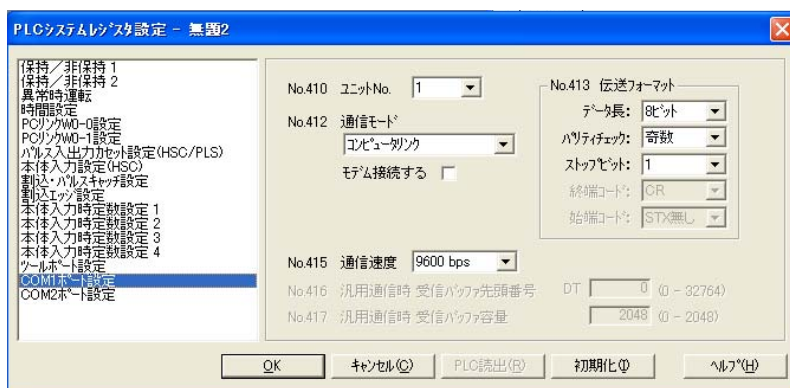 PLCシステムレジスタ設定 - 無題2
保持／非保持 1
保持／非保持 2
異常時運転
時間設定
PCリンクW0-0設定
PCリンクW0-1設定
パルス入出力カセット設定(HSC/PLS)
本体入力設定(HSC)
割込・パルスキャッチ設定
割込エッジ設定
本体入力時定数設定 1
本体入力時定数設定 2
本体入力時定数設定 3
本体入力時定数設定 4
ツールポート設定
COM1ポート設定
COM2ポート設定
No.410 ユニットNo. 1
No.412 通信モード
コンピュータリンク
モデム接続する
No.413 伝送フォーマット
データ長: 8ビット
パリティチェック: 奇数
ストップビット: 1
終端コード: CR
始端コード: STX無し
No.415 通信速度 9600 bps
No.416 汎用通信時 受信バッファ先頭番号 DT 0 (0 - 32764)
No.417 汎用通信時 受信バッファ容量 2048 (0 - 2048)
OK キャンセル(C) PLC読出(R) 初期化(I) ヘルプ(H)